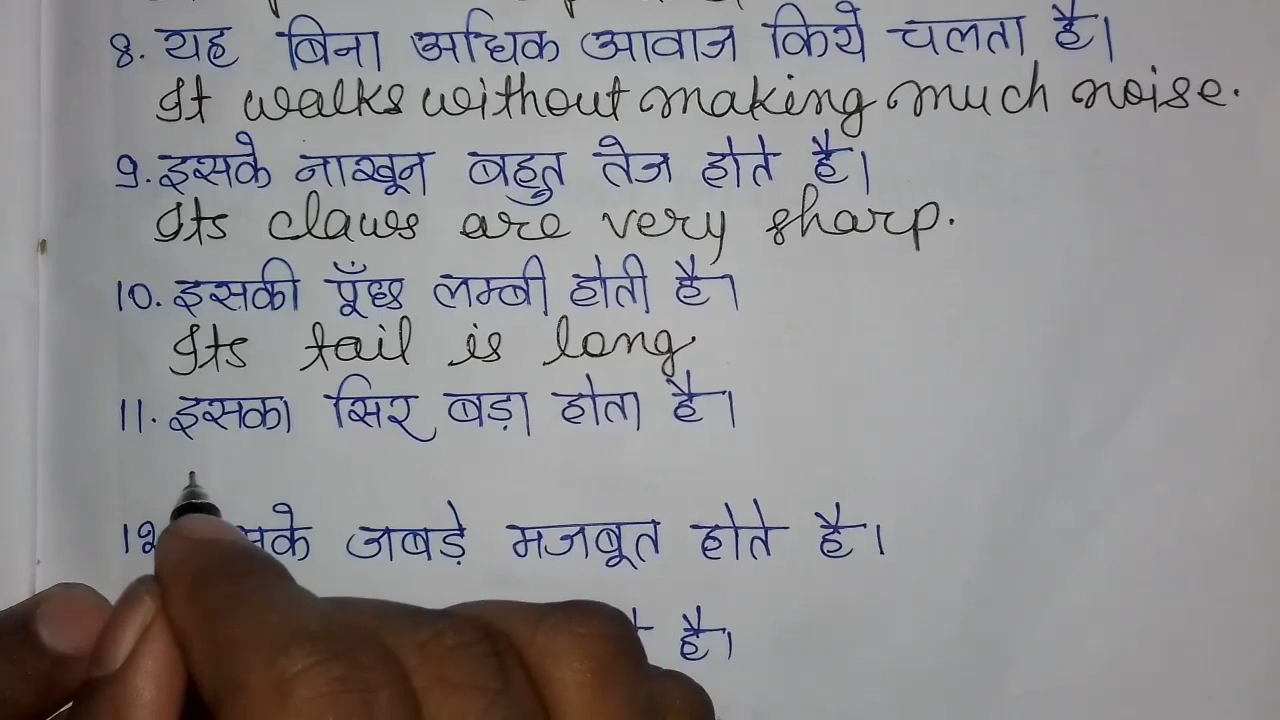 8. यह बिना अधिक आवाज किये चलता है।
It walks without making much noise.
9. इसके नाखून बहुत तेज होते है।
Its claws are very sharp.
10. इसकी पूँछ लम्बी होती है।
Its tail is long
11. इसका सिर बड़ा होता है।
12. जबड़े मजबूत होते है।
है।